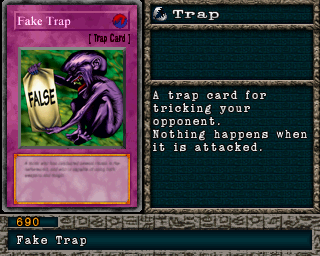 Fake Trap
[ Trap Card ]
FALSE
Trap
A trap card for
tricking your
opponent.
Nothing happens when
it is attacked.
690
Fake Trap